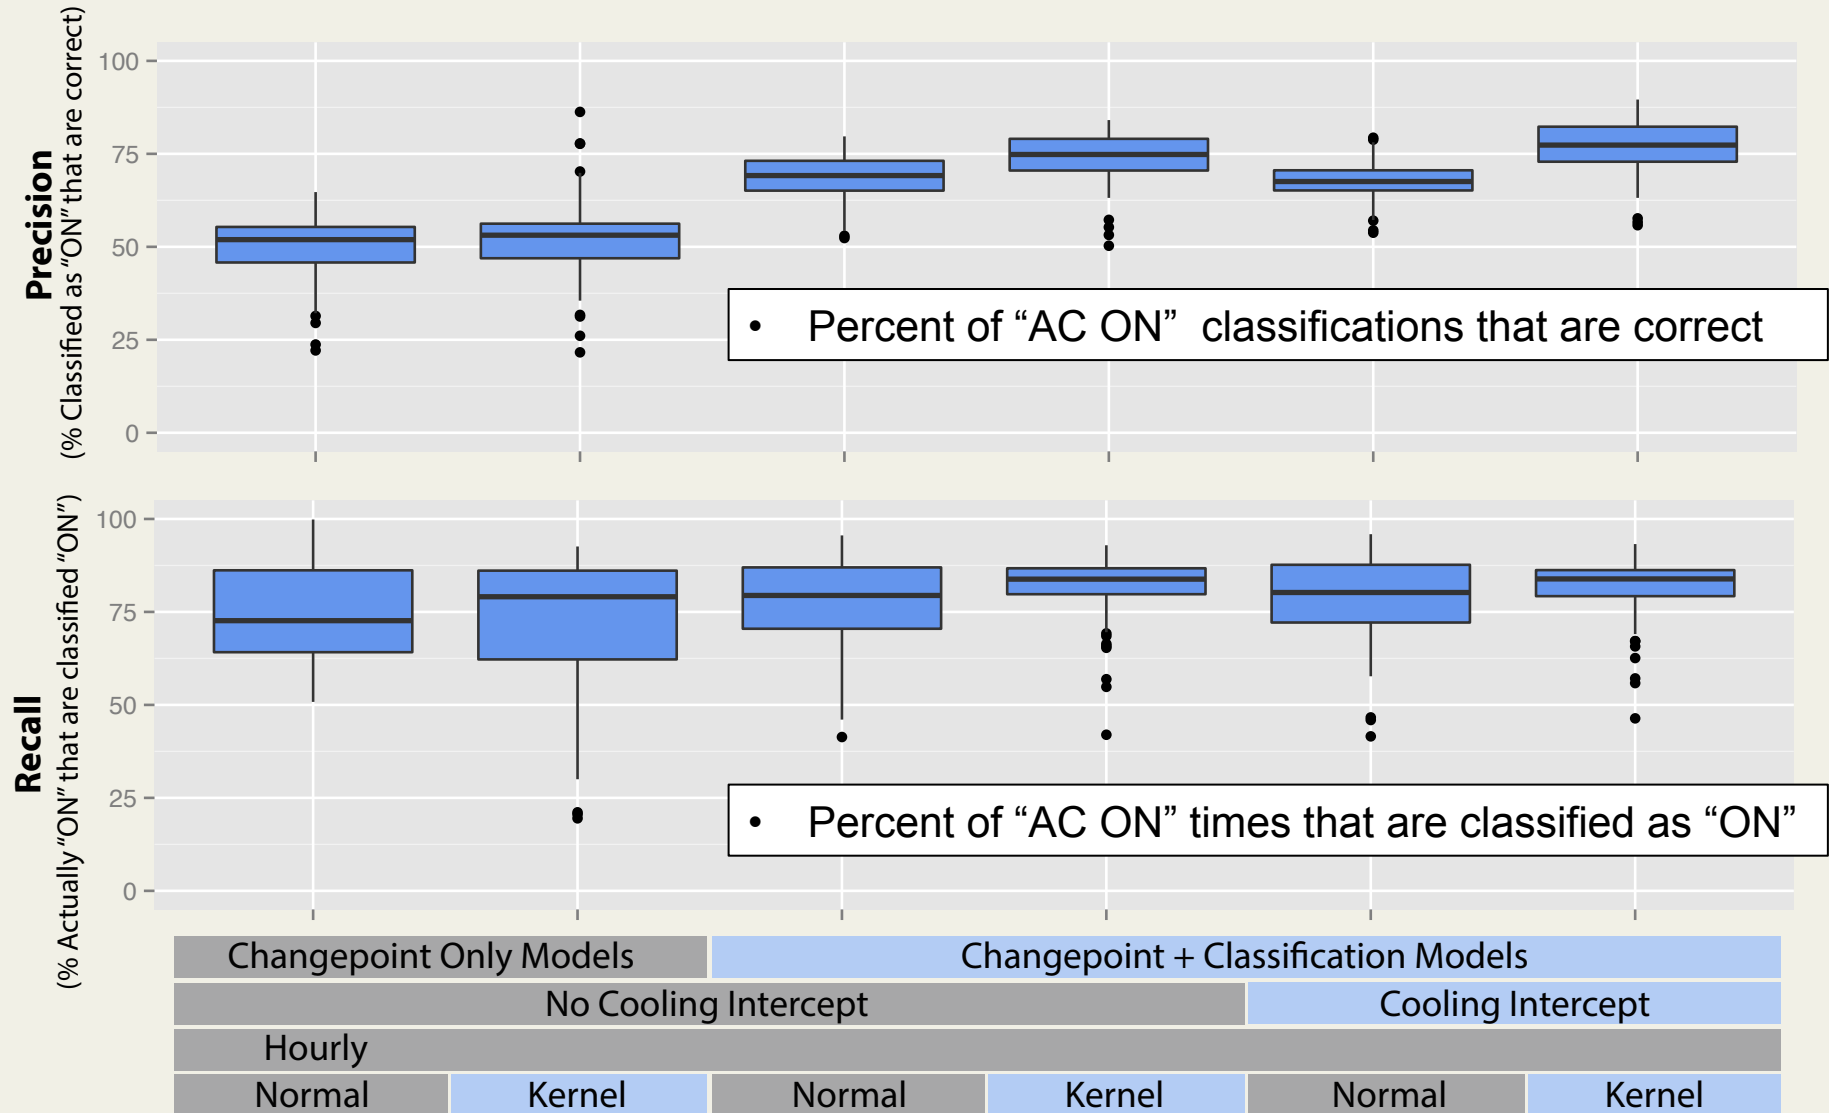 Precision
(% Classified as “ON” that are correct)
100
75
50
25
0
• Percent of “AC ON” classifications that are correct
Recall
(% Actually “ON” that are classified “ON”)
100
75
50
25
0
• Percent of “AC ON” times that are classified as “ON”
Changepoint Only Models Changepoint + Classification Models
No Cooling Intercept Cooling Intercept
Hourly
Normal Kernel Normal Kernel Normal Kernel